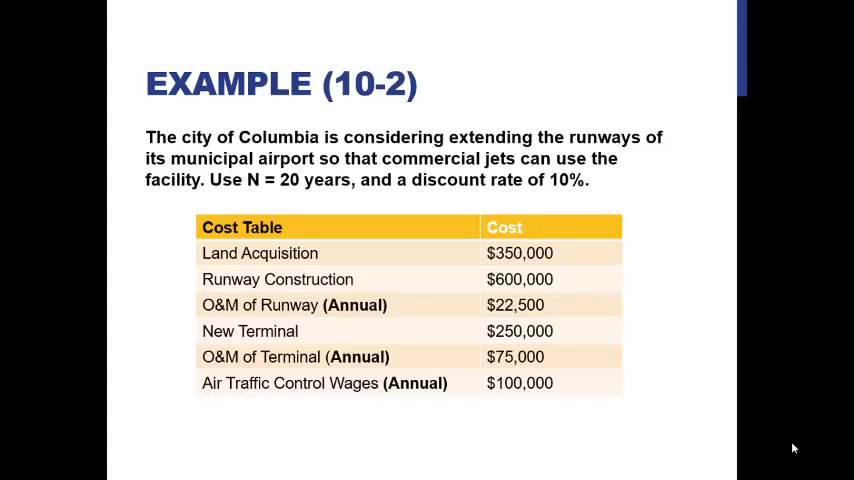 EXAMPLE (10-2)
The city of Columbia is considering extending the runways of
its municipal airport so that commercial jets can use the
facility. Use N = 20 years, and a discount rate of 10%.
Cost Table Cost
Land Acquisition $350,000
Runway Construction $600,000
O&M of Runway (Annual) $22,500
New Terminal $250,000
O&M of Terminal (Annual) $75,000
Air Traffic Control Wages (Annual) $100,000